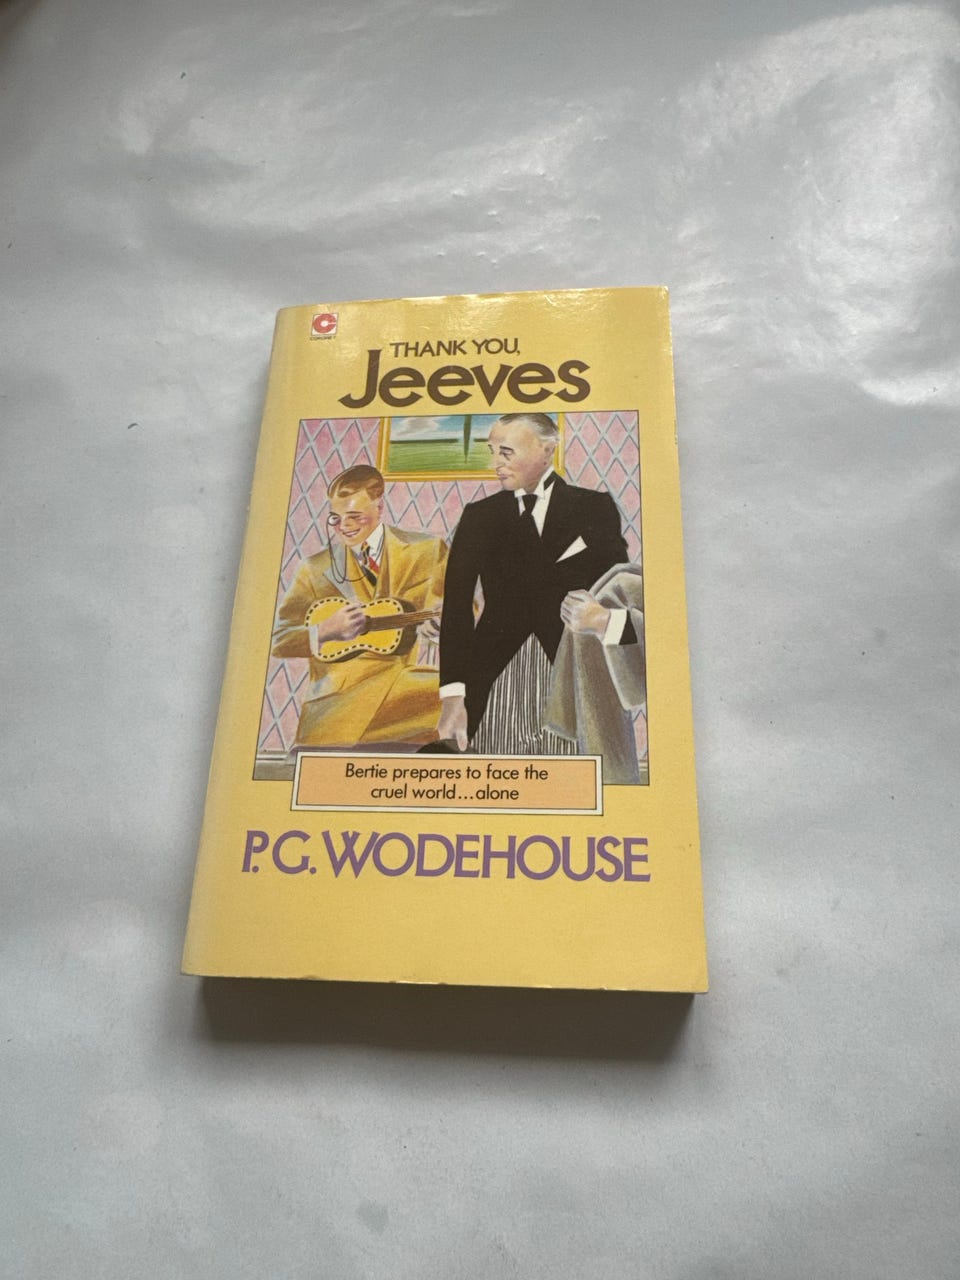 CORONET
THANK YOU,
Jeeves
Bertie prepares to face the
cruel world...alone
P.G. WODEHOUSE